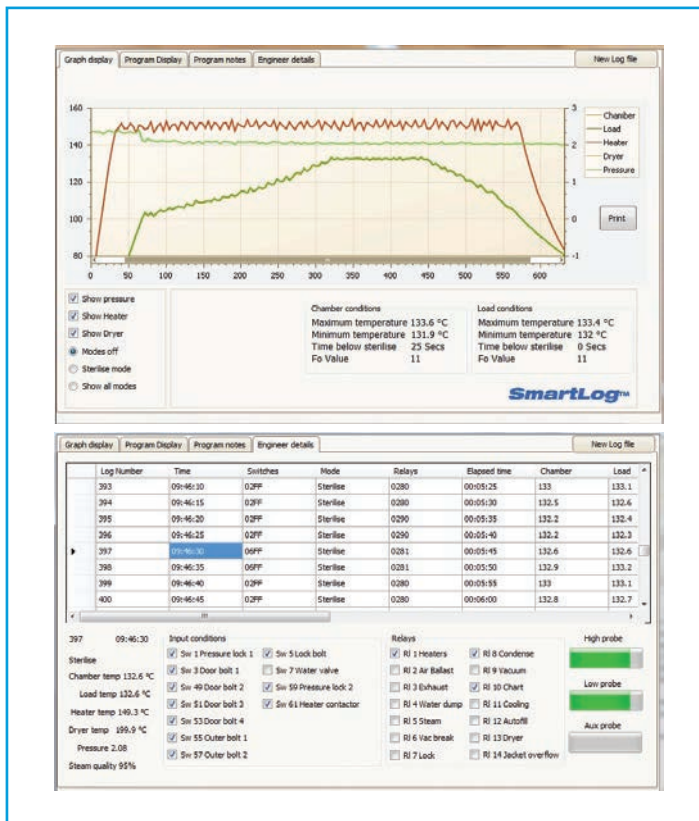 Graph display Program Display Program notes Engineer details New Log file
160
140
120
100
80
3
2
1
0
-1
0 50 100 150 200 250 300 350 400 450 500 550 600
Chamber
Load
Heater
Dryer
Pressure
Print
Show pressure
Show Heater
Show Dryer
Modes off
Sterilise mode
Show all modes
Chamber conditions
Maximum temperature 133.6 °C
Minimum temperature 131.9 °C
Time below sterilise 25 Secs
Fo Value 11
Load conditions
Maximum temperature 133.4 °C
Minimum temperature 132 °C
Time below sterilise 0 Secs
Fo Value 11
SmartLog™
Graph display Program Display Program notes Engineer details New Log file
Log Number Time Switches Mode Relays Elapsed time Chamber Load
393 09:46:10 02FF Sterilise 0280 00:05:25 133 133.1
394 09:46:15 02FF Sterilise 0280 00:05:30 132.5 132.6
395 09:46:20 02FF Sterilise 0290 00:05:35 132.2 132.4
396 09:46:25 02FF Sterilise 0290 00:05:40 132.2 132.3
397 09:46:30 06FF Sterilise 0281 00:05:45 132.6 132.6
398 09:46:35 06FF Sterilise 0281 00:05:50 132.9 133.2
399 09:46:40 02FF Sterilise 0280 00:05:55 133 133.1
400 09:46:45 02FF Sterilise 0280 00:06:00 132.8 132.7
397 09:46:30
Sterilise
Chamber temp 132.6 °C
Load temp 132.6 °C
Heater temp 149.3 °C
Dryer temp 199.9 °C
Pressure 2.08
Steam quality 95%
Input conditions
Sw 1 Pressure lock 1
Sw 3 Door bolt 1
Sw 49 Door bolt 2
Sw 51 Door bolt 3
Sw 53 Door bolt 4
Sw 55 Outer bolt 1
Sw 57 Outer bolt 2
Sw 5 Lock bolt
Sw 7 Water valve
Sw 59 Pressure lock 2
Sw 61 Heater contactor
Relays
Rl 1 Heaters
Rl 2 Air Ballast
Rl 3 Exhaust
Rl 4 Water dump
Rl 5 Steam
Rl 6 Vac break
Rl 7 Lock
Rl 8 Condense
Rl 9 Vacuum
Rl 10 Chart
Rl 11 Cooling
Rl 12 Autofill
Rl 13 Dryer
Rl 14 Jacket overflow
High probe
Low probe
Aux probe